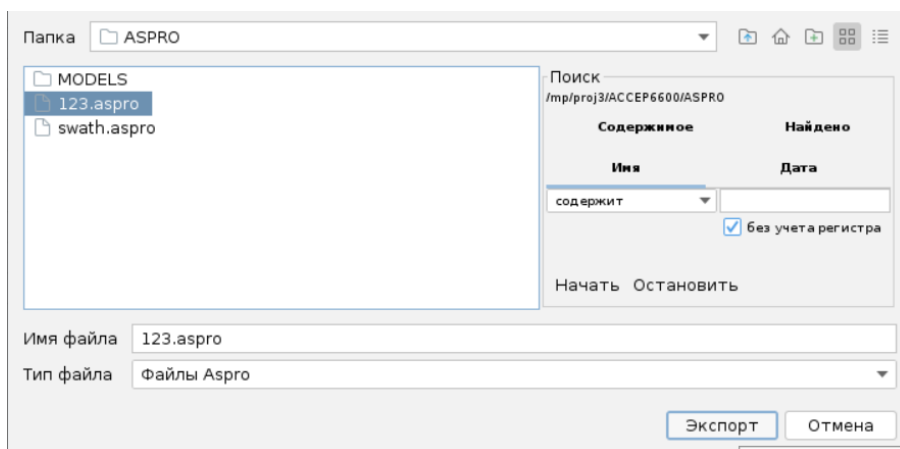 Папка ASPRO
MODELS
123.aspro
swath.aspro
Поиск
/mp/proj3/ACCEP6600/ASPRO
Содержимое Найдено
Имя Дата
содержит
без учета регистра
Начать Остановить
Имя файла 123.aspro
Тип файла Файлы Aspro
Экспорт Отмена